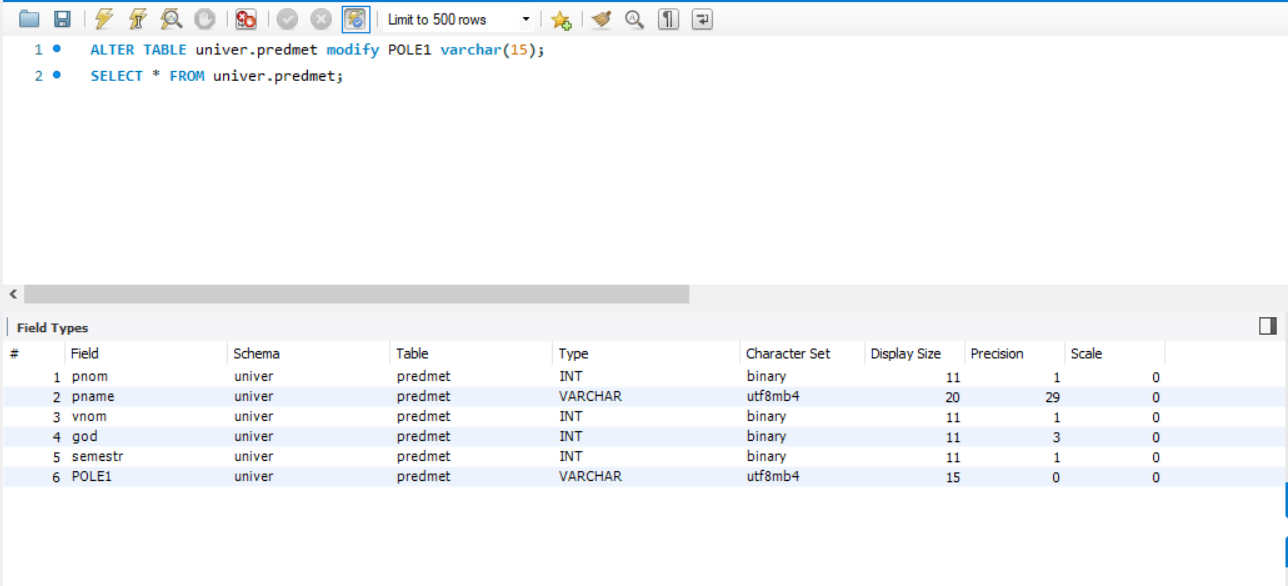 Limit to 500 rows
1 ALTER TABLE univer.predmet modify POLE1 varchar(15);
2 SELECT * FROM univer.predmet;
Field Types
# Field Schema Table Type Character Set Display Size Precision Scale
1 pnom univer predmet INT binary 11 1 0
2 pname univer predmet VARCHAR utf8mb4 20 29 0
3 vnom univer predmet INT binary 11 1 0
4 god univer predmet INT binary 11 3 0
5 semestr univer predmet INT binary 11 1 0
6 POLE1 univer predmet VARCHAR utf8mb4 15 0 0